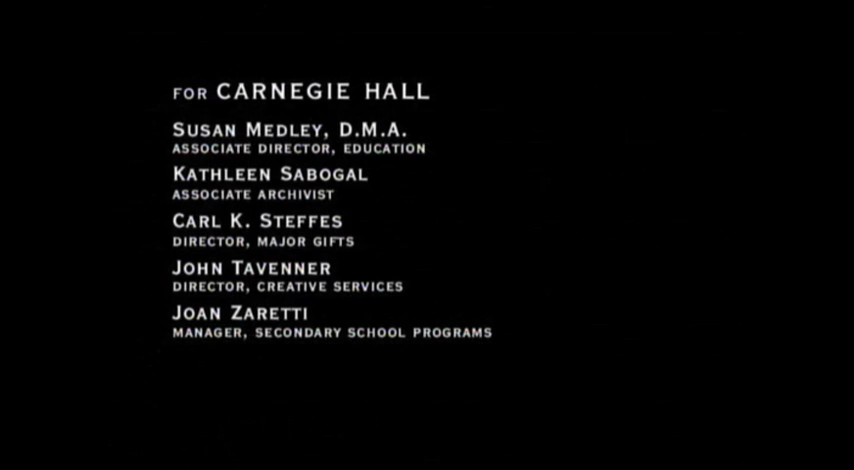 FOR CARNEGIE HALL
SUSAN MEDLEY, D.M.A.
ASSOCIATE DIRECTOR, EDUCATION
KATHLEEN SABOGAL
ASSOCIATE ARCHIVIST
CARL K. STEFFES
DIRECTOR, MAJOR GIFTS
JOHN TAVENNER
DIRECTOR, CREATIVE SERVICES
JOAN ZARETTI
MANAGER, SECONDARY SCHOOL PROGRAMS